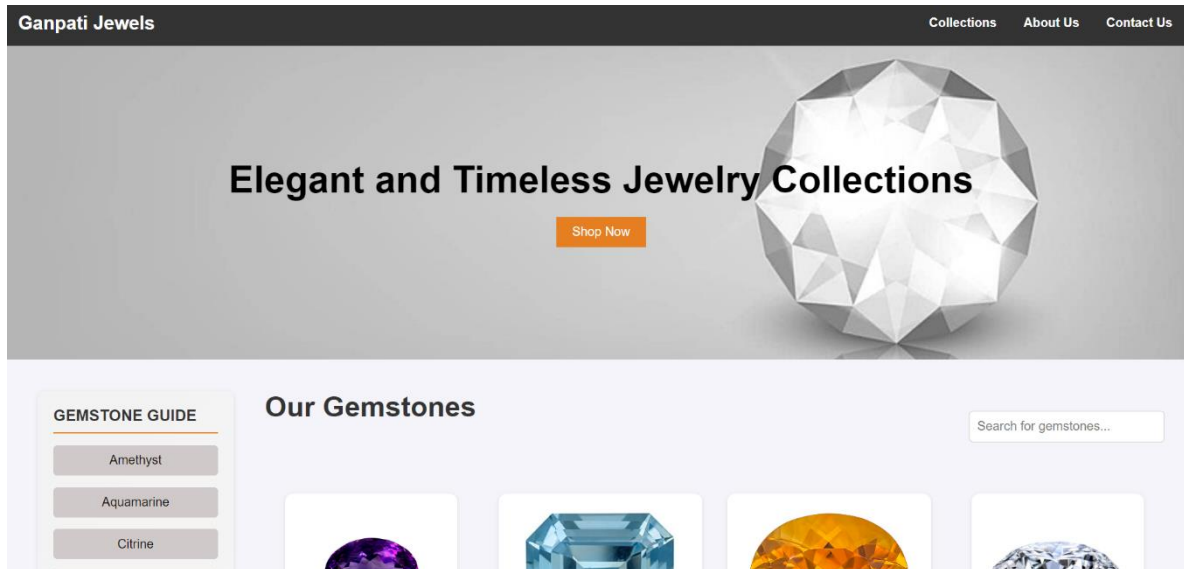 Ganpati Jewels
Collections About Us Contact Us
Elegant and Timeless Jewelry Collections
Shop Now
GEMSTONE GUIDE
Amethyst
Aquamarine
Citrine
Our Gemstones
Search for gemstones...